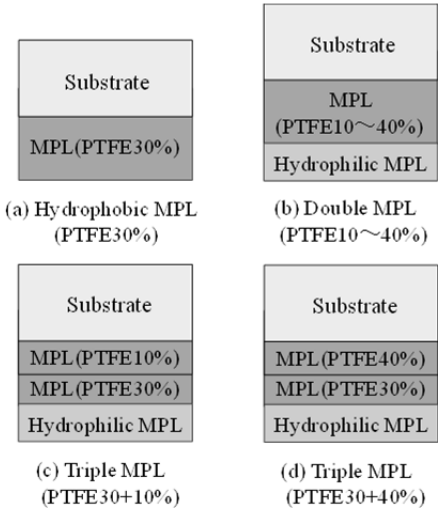 Substrate
MPL(PTFE30%)
(a) Hydrophobic MPL
(PTFE30%)
Substrate
MPL
(PTFE10～40%)
Hydrophilic MPL
(b) Double MPL
(PTFE10～40%)
Substrate
MPL(PTFE10%)
MPL(PTFE30%)
Hydrophilic MPL
(c) Triple MPL
(PTFE30+10%)
Substrate
MPL(PTFE40%)
MPL(PTFE30%)
Hydrophilic MPL
(d) Triple MPL
(PTFE30+40%)